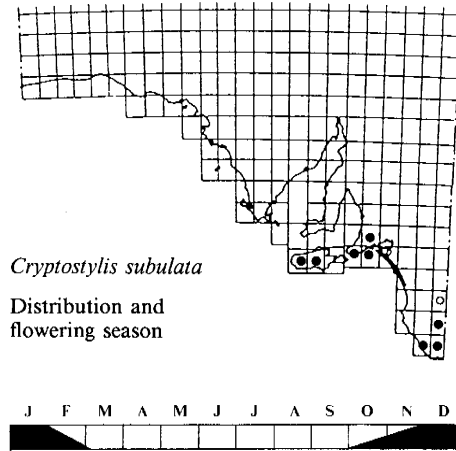 Cryptostylis subulata
Distribution and
flowering season
J F M A M J J A S O N D